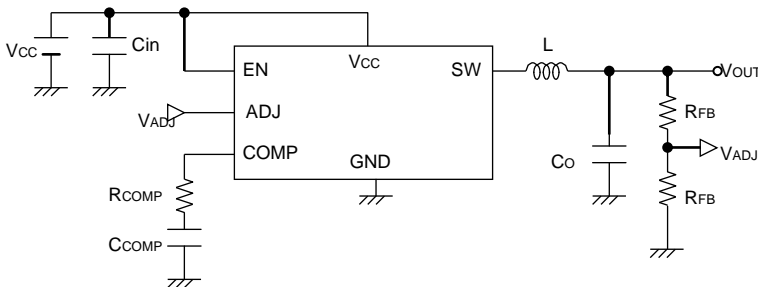 VCC
Cin
EN
VCC
SW
L
VOUT
VADJ
ADJ
RFB
COMP
GND
CO
VADJ
RCOMP
RFB
CCOMP